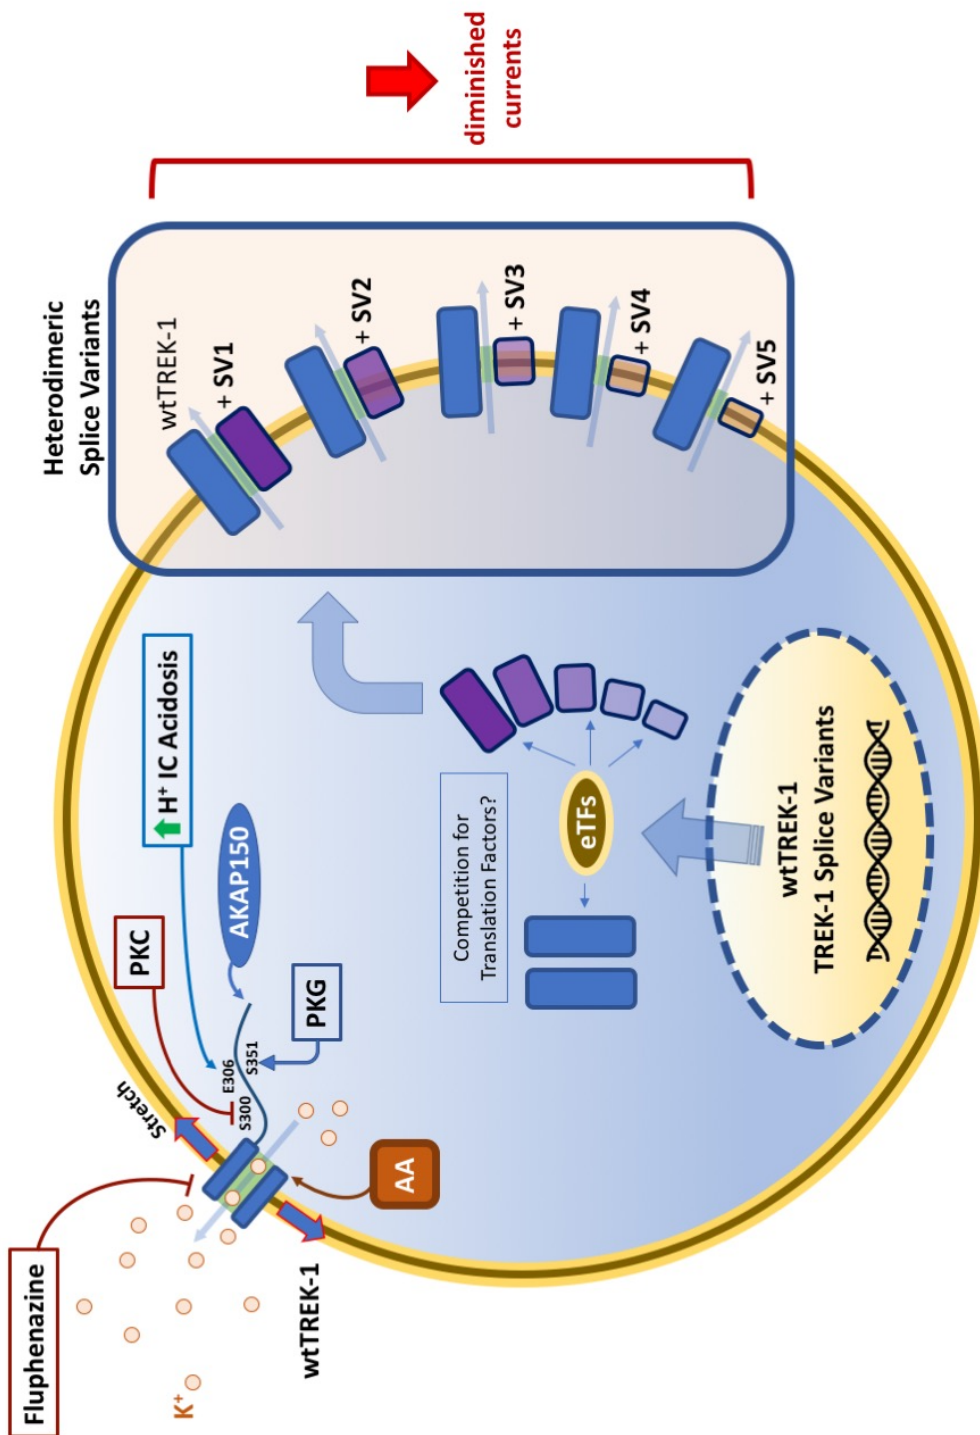 Fluphenazine
K⁺
wtTREK-1
Stretch
PKC
↑ H⁺ IC Acidosis
S300
E306
S351
AKAP150
PKG
AA
Competition for
Translation Factors?
eTFs
wtTREK-1
TREK-1 Splice Variants
Heterodimeric
Splice Variants
wtTREK-1
+ SV1
+ SV2
+ SV3
+ SV4
+ SV5
diminished
currents